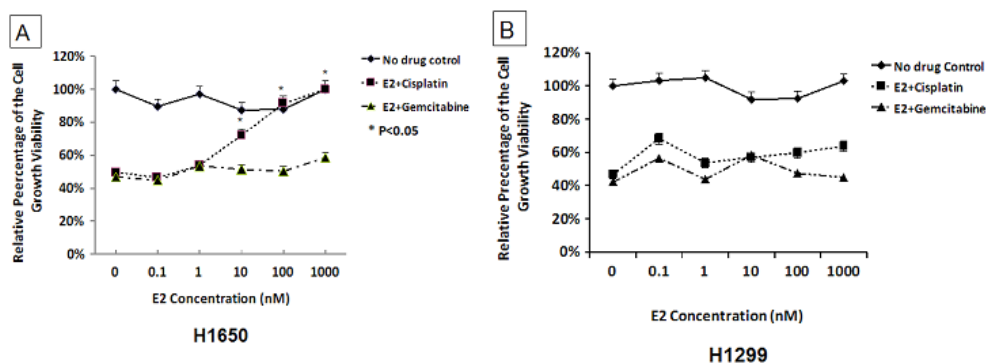 A
Relative Peercentage of the Cell
Growth Viability
120%
100%
80%
60%
40%
20%
0%
*
*
*
No drug cotrol
E2+Cisplatin
E2+Gemcitabine
* P<0.05
0 0.1 1 10 100 1000
E2 Concentration (nM)
H1650
B
Relative Precentage of the Cell
Growth Viability
120%
100%
80%
60%
40%
20%
0%
No drug Control
E2+Cisplatin
E2+Gemcitabine
0 0.1 1 10 100 1000
E2 Concentration (nM)
H1299